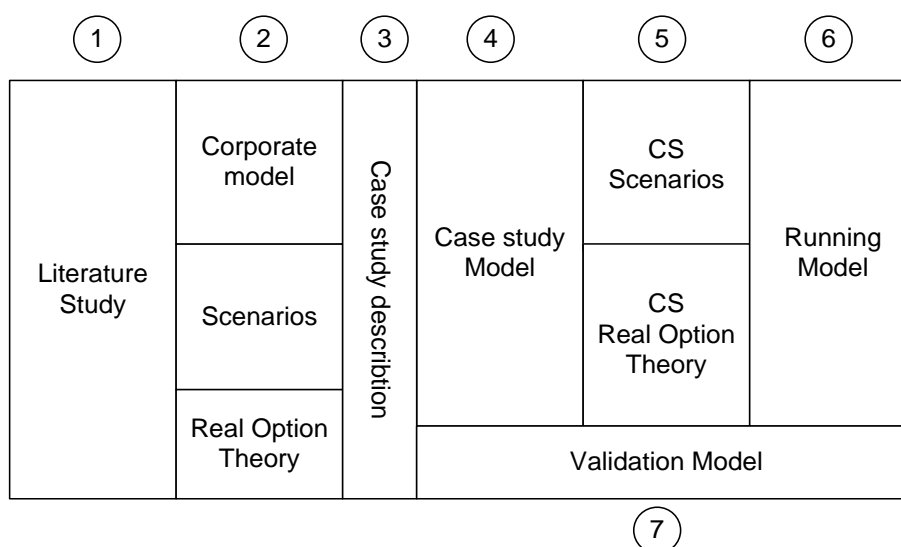 1
2
3
4
5
6
Literature
Study
Corporate
model
Scenarios
Real Option
Theory
Case study describtion
Case study
Model
CS
Scenarios
CS
Real Option
Theory
Running
Model
Validation Model
7